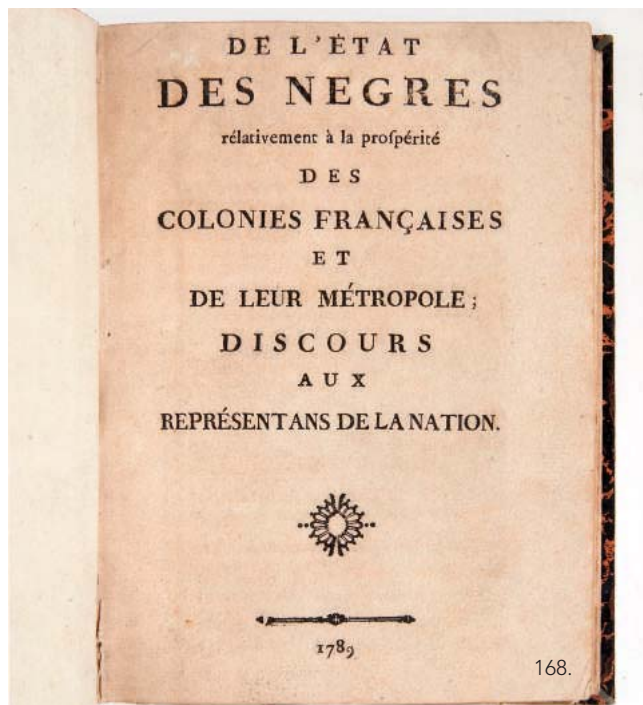 DE L'ÉTAT
DES NEGRES
rélativement à la proſpérité
DES
COLONIES FRANÇAISES
ET
DE LEUR MÉTROPOLE;
DISCOURS
AUX
REPRÉSENTANS DE LA NATION.
1789
168.